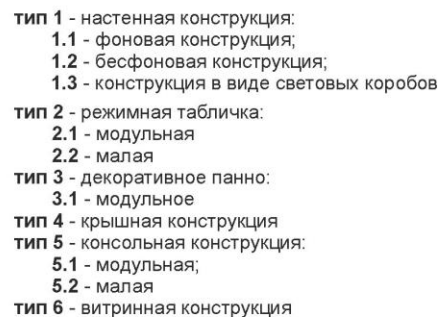 тип 1 - настенная конструкция:
1.1 - фоновая конструкция;
1.2 - бесфоновая конструкция;
1.3 - конструкция в виде световых коробов
тип 2 - режимная табличка:
2.1 - модульная
2.2 - малая
тип 3 - декоративное панно:
3.1 - модульное
тип 4 - крышная конструкция
тип 5 - консольная конструкция:
5.1 - модульная;
5.2 - малая
тип 6 - витринная конструкция